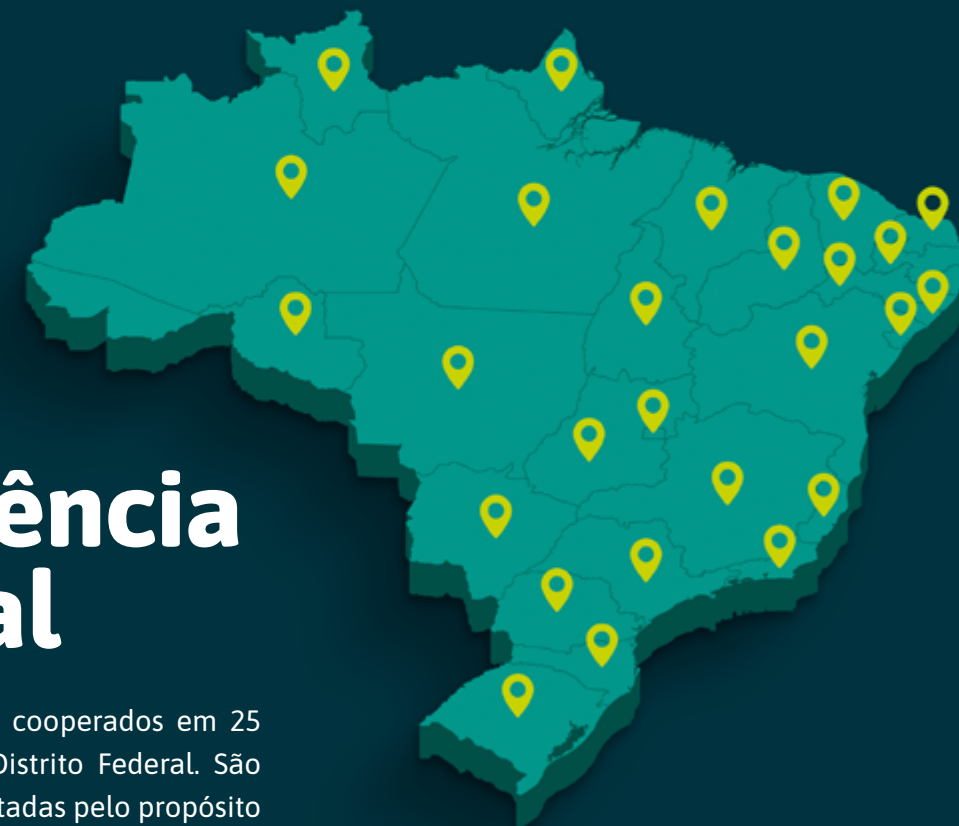 ência
al
cooperados em 25
Distrito Federal. São
tadas pelo propósito